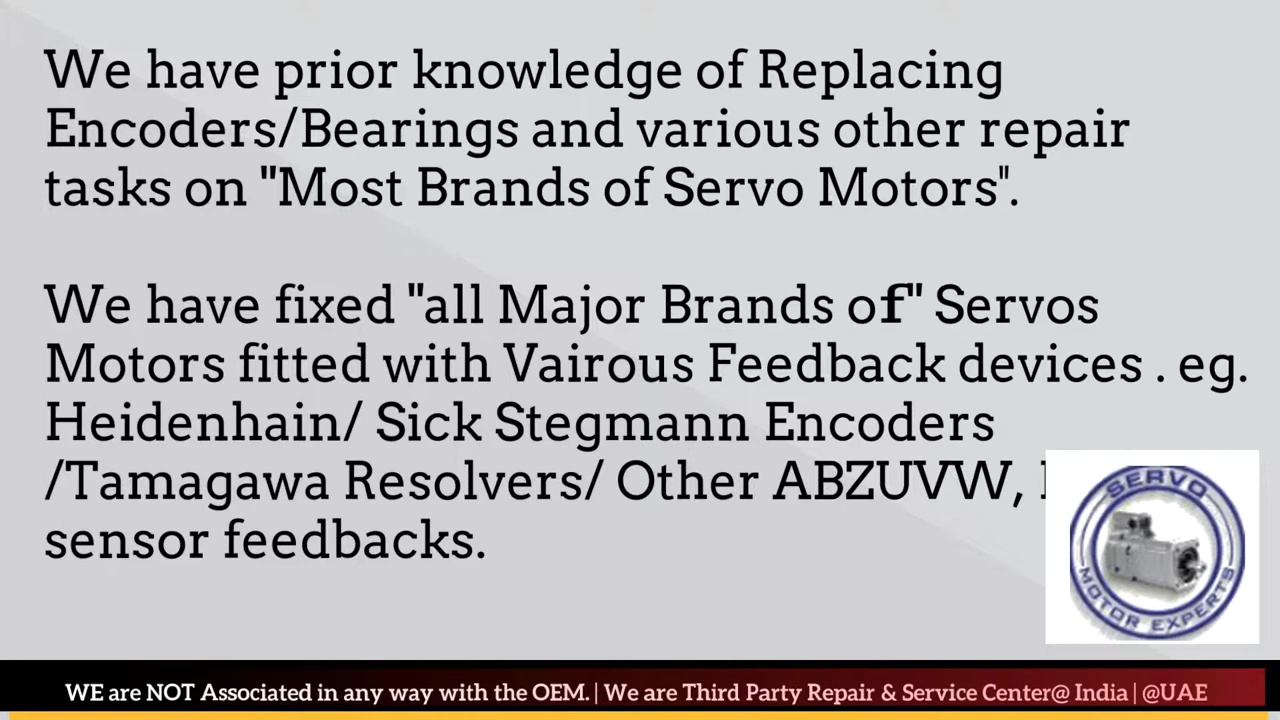 We have prior knowledge of Replacing
Encoders/Bearings and various other repair
tasks on "Most Brands of Servo Motors".
We have fixed "all Major Brands of" Servos
Motors fitted with Vairous Feedback devices . eg.
Heidenhain/ Sick Stegmann Encoders
/Tamagawa Resolvers/ Other ABZUVW,
sensor feedbacks.
SERVO
MOTOR EXPERTS
WE are NOT Associated in any way with the OEM. | We are Third Party Repair & Service Center@ India | @UAE